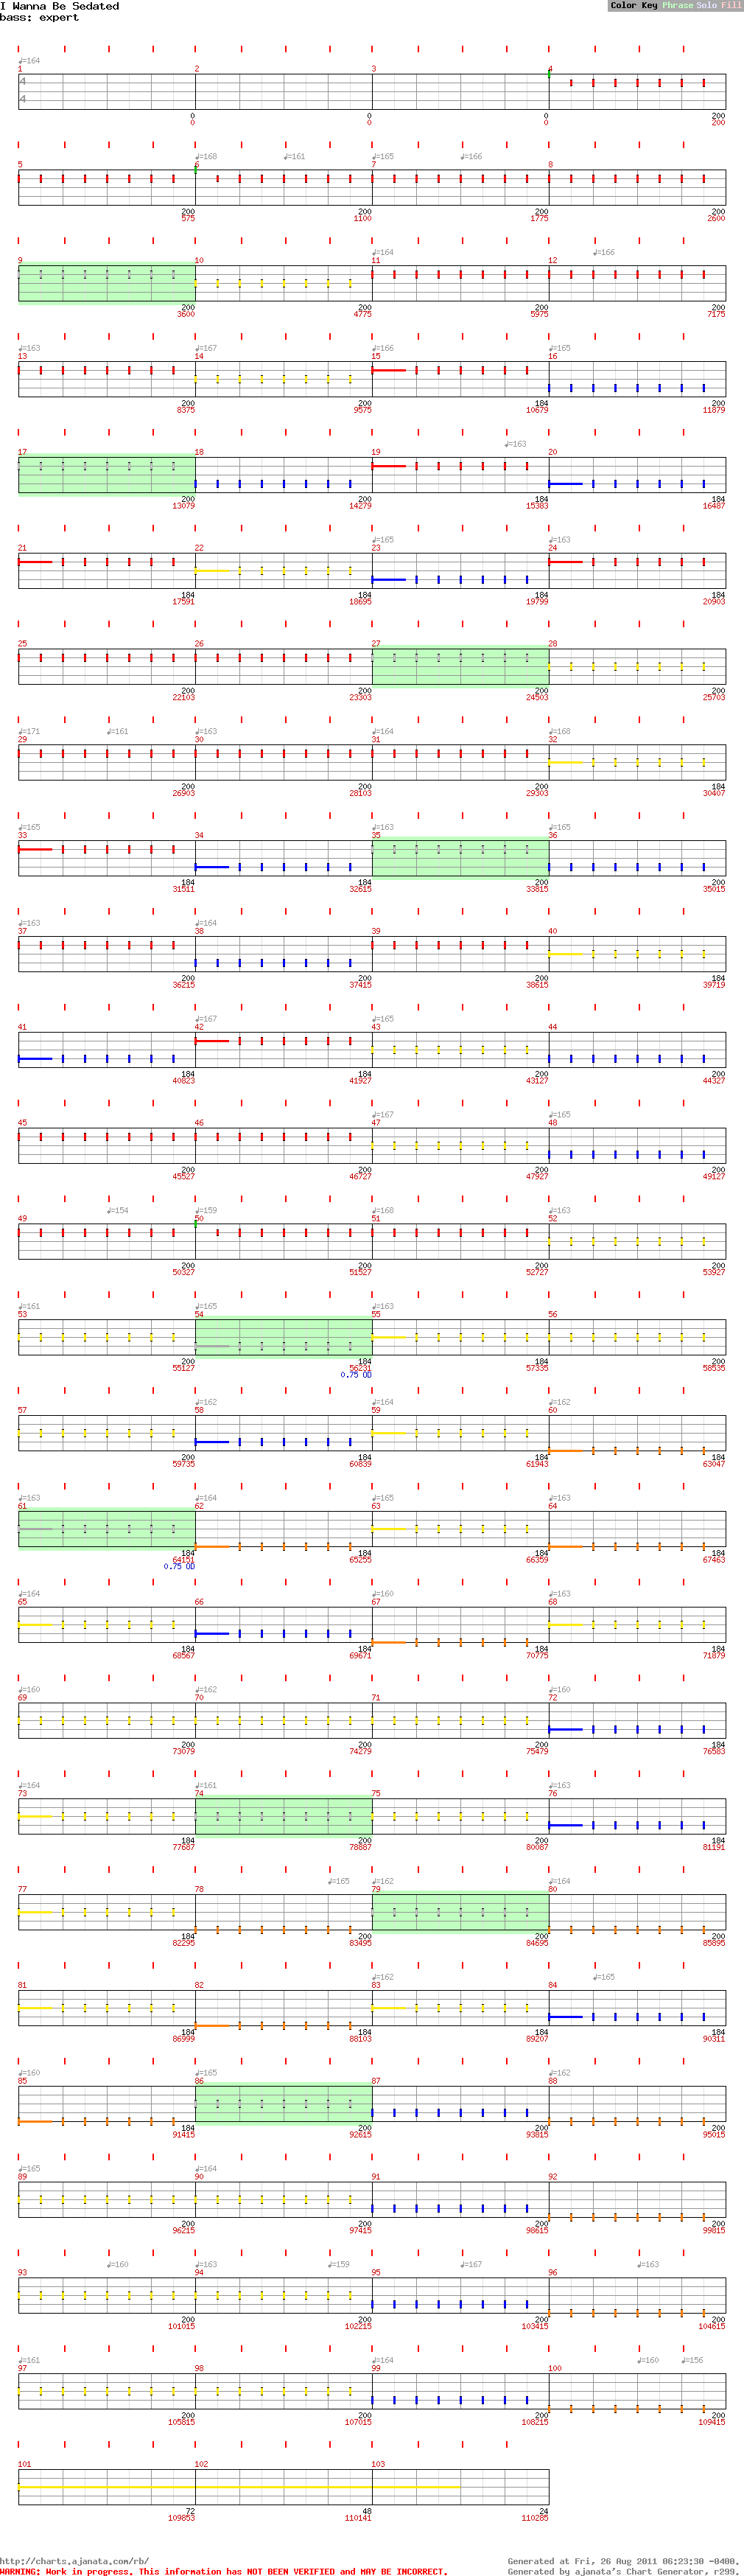 I Wanna Be Sedated
Color Key Phrase Solo Fill
bass: expert
♩=164
1 2 3 4
4
4
0 0 0 200
0 0 0 200
♩=168 ♩=161 ♩=165 ♩=166
5 6 7 8
200 200 200 200
575 1100 1775 2600
♩=164 ♩=166
9 10 11 12
200 200 200 200
3600 4775 5975 7175
♩=163 ♩=167 ♩=166 ♩=165
13 14 15 16
200 200 184 200
8375 9575 10679 11879
♩=163
17 18 19 20
200 200 184 184
13079 14279 15383 16487
♩=165 ♩=163
21 22 23 24
184 184 184 184
17591 18695 19799 20903
25 26 27 28
200 200 200 200
22103 23303 24503 25703
♩=171 ♩=161 ♩=163 ♩=164 ♩=168
29 30 31 32
200 200 200 184
26903 28103 29303 30407
♩=165 ♩=163 ♩=165
33 34 35 36
184 184 200 200
31511 32615 33815 35015
♩=163 ♩=164
37 38 39 40
200 200 200 184
36215 37415 38615 39719
♩=167 ♩=165
41 42 43 44
184 184 200 200
40823 41927 43127 44327
♩=167 ♩=165
45 46 47 48
200 200 200 200
45527 46727 47927 49127
♩=154 ♩=159 ♩=168 ♩=163
49 50 51 52
200 200 200 200
50327 51527 52727 53927
♩=161 ♩=165 ♩=163
53 54 55 56
200 184 184 200
55127 56231 57335 58535
0.75 OD
♩=162 ♩=164 ♩=162
57 58 59 60
200 184 184 184
59735 60839 61943 63047
♩=163 ♩=164 ♩=165 ♩=163
61 62 63 64
184 184 184 184
64151 65255 66359 67463
0.75 OD
♩=164 ♩=160 ♩=163
65 66 67 68
184 184 184 184
68567 69671 70775 71879
♩=160 ♩=162 ♩=160
69 70 71 72
200 200 200 184
73079 74279 75479 76583
♩=164 ♩=161 ♩=163
73 74 75 76
184 200 200 184
77687 78887 80087 81191
♩=165 ♩=162 ♩=164
77 78 79 80
184 200 200 200
82295 83495 84695 85895
♩=162 ♩=165
81 82 83 84
184 184 184 184
86999 88103 89207 90311
♩=160 ♩=165 ♩=162
85 86 87 88
184 200 200 200
91415 92615 93815 95015
♩=165 ♩=164
89 90 91 92
200 200 200 200
96215 97415 98615 99815
♩=160 ♩=163 ♩=159 ♩=167 ♩=163
93 94 95 96
200 200 200 200
101015 102215 103415 104615
♩=161 ♩=164 ♩=160 ♩=156
97 98 99 100
200 200 200 200
105815 107015 108215 109415
101 102 103
72 48 24
109853 110141 110285
http://charts.ajanata.com/rb/
Generated at Fri, 26 Aug 2011 06:23:30 -0400.
WARNING: Work in progress. This information has NOT BEEN VERIFIED and MAY BE INCORRECT.
Generated by ajanata's Chart Generator, r299.